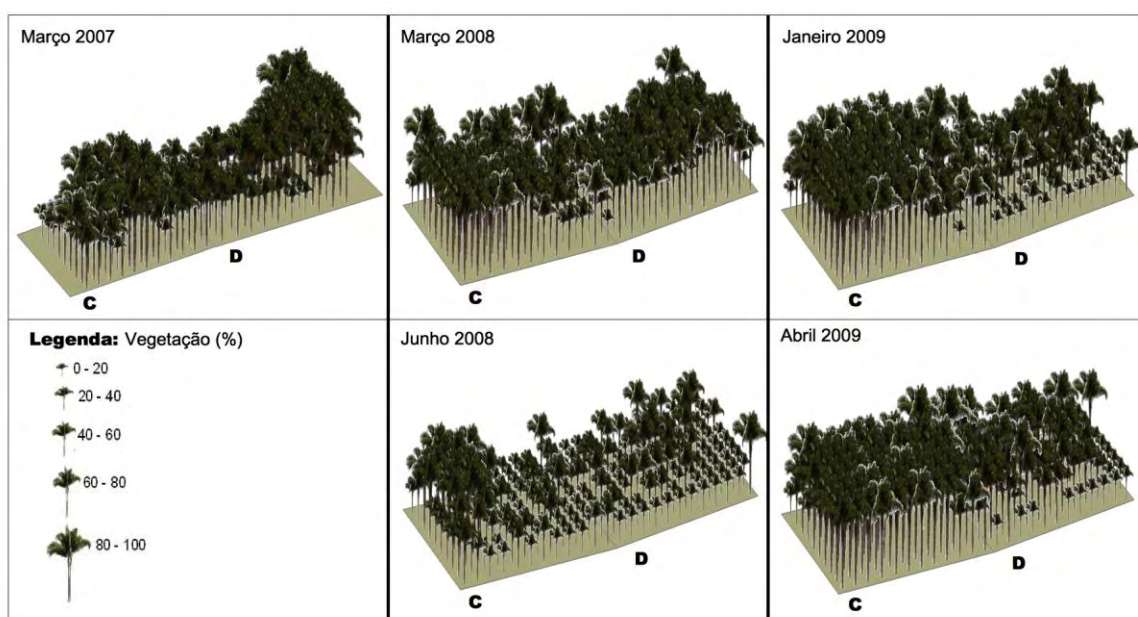 Março 2007
D
C
Março 2008
D
C
Janeiro 2009
D
C
Legenda: Vegetação (%)
0 - 20
20 - 40
40 - 60
60 - 80
80 - 100
Junho 2008
D
C
Abril 2009
D
C